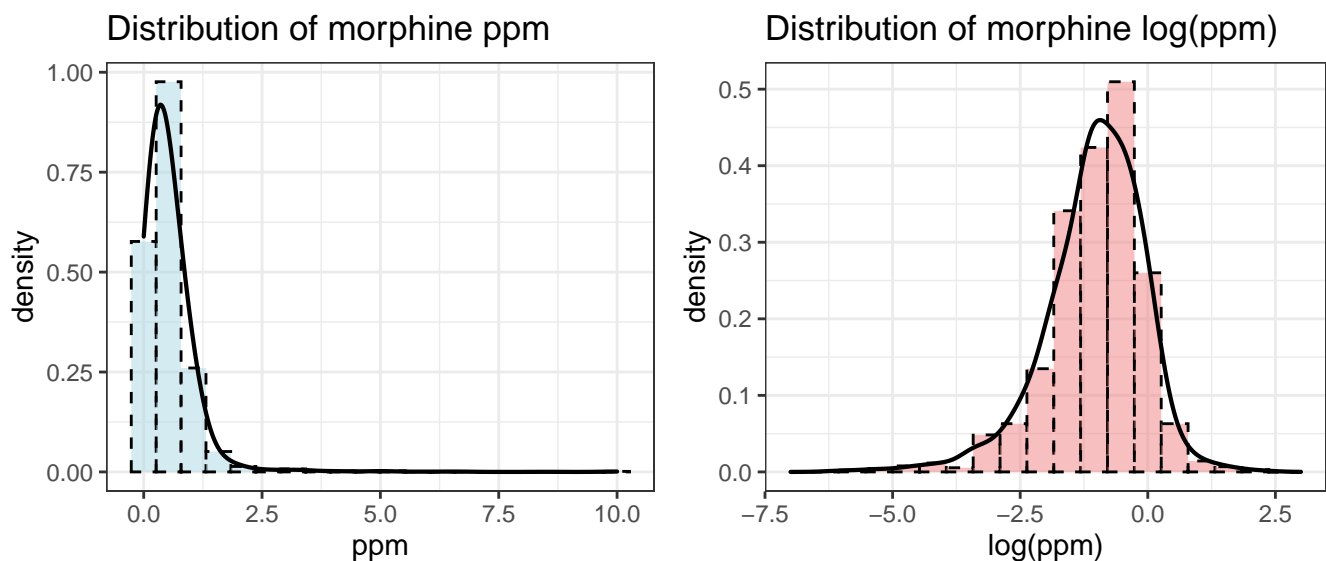 Distribution of morphine ppm
1.00
0.75
0.50
0.25
0.00
density
0.0 2.5 5.0 7.5 10.0
ppm
Distribution of morphine log(ppm)
0.5
0.4
0.3
0.2
0.1
0.0
density
−7.5 −5.0 −2.5 0.0 2.5
log(ppm)